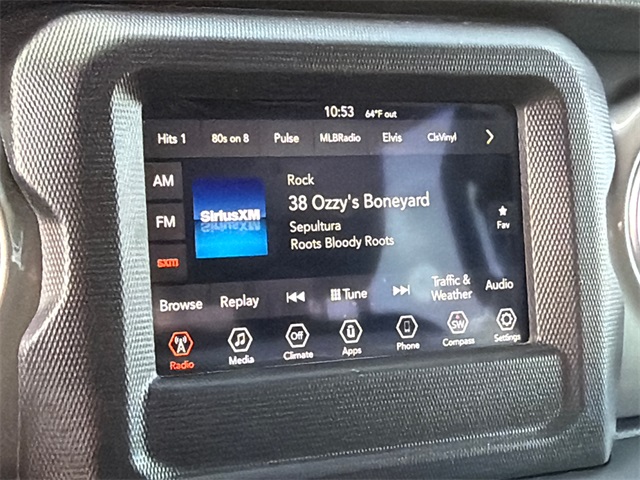 10:53 64°F out
Hits 1 80s on 8 Pulse MLBRadio Elvis ClsVinyl
AM
FM
SXM
SiriusXM
Rock
38 Ozzy's Boneyard
Sepultura
Roots Bloody Roots
Fav
Browse Replay Tune Traffic & Weather Audio
Off SW
Radio Media Climate Apps Phone Compass Settings